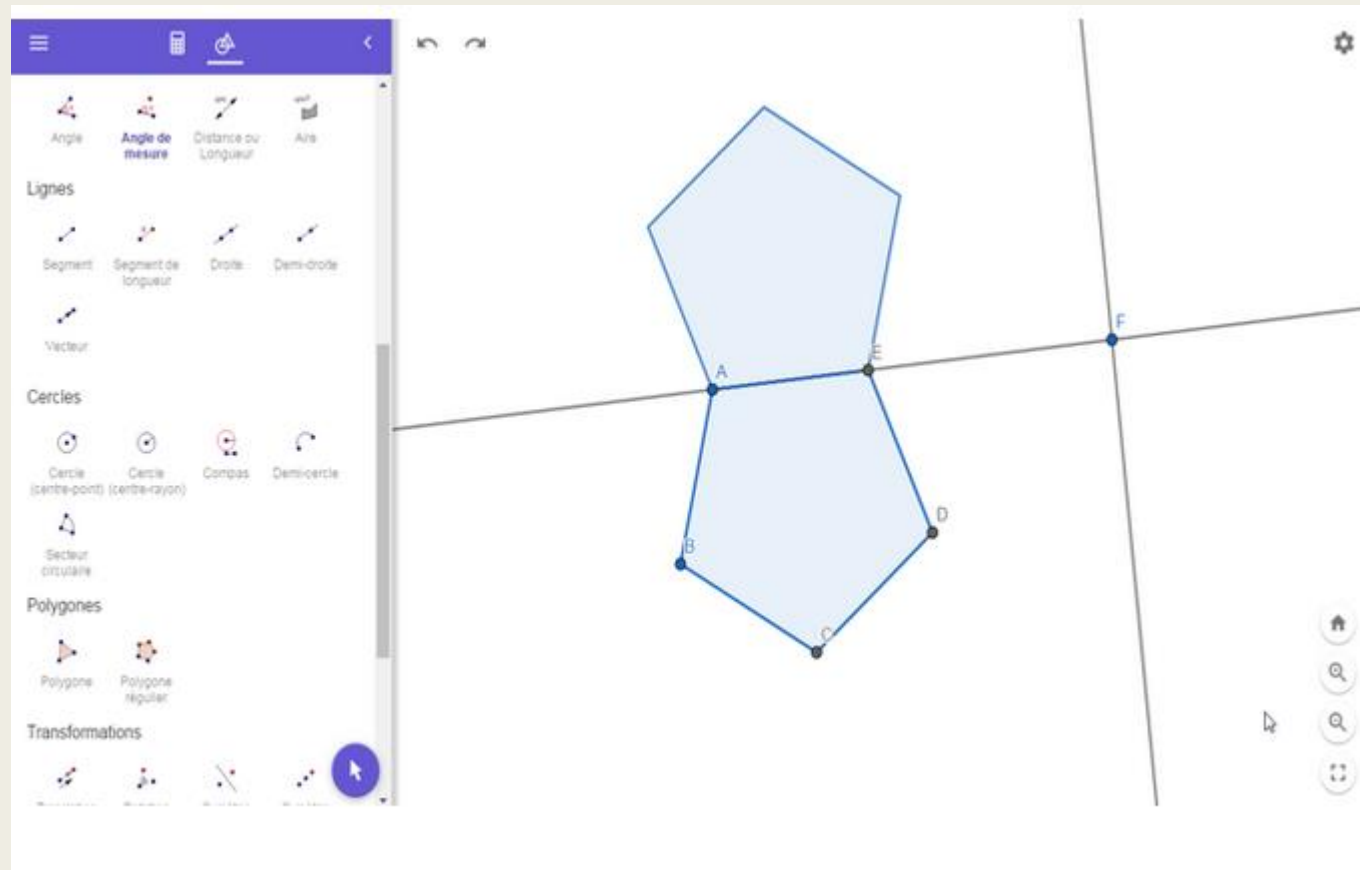 Angle
Angle de
mesure
Distance ou
Longueur
Aire
Lignes
Segment
Segment de
longueur
Droite
Demi-droite
Vecteur
Cercles
Cercle
(centre-point)
Cercle
(centre-rayon)
Compas
Demi-cercle
Secteur
circulaire
Polygones
Polygone
Polygone
régulier
Transformations
A
E
F
B
D
C